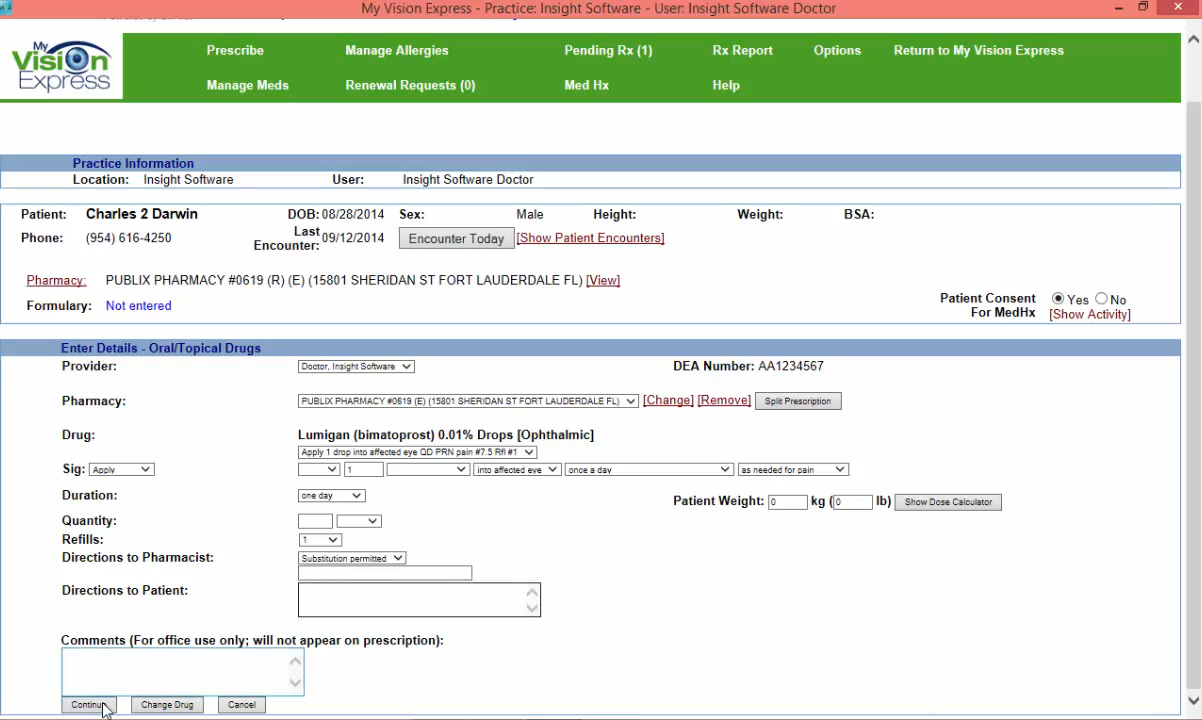 My Vision Express - Practice: Insight Software - User: Insight Software Doctor
My Vision Express
Prescribe Manage Allergies Pending Rx (1) Rx Report Options Return to My Vision Express
Manage Meds Renewal Requests (0) Med Hx Help
Practice Information
Location: Insight Software User: Insight Software Doctor
Patient: Charles 2 Darwin DOB: 08/28/2014 Sex: Male Height: Weight: BSA:
Phone: (954) 616-4250 Last Encounter: 09/12/2014 Encounter Today [Show Patient Encounters]
Pharmacy: PUBLIX PHARMACY #0619 (R) (E) (15801 SHERIDAN ST FORT LAUDERDALE FL) [View]
Formulary: Not entered Patient Consent For MedHx Yes No
[Show Activity]
Enter Details - Oral/Topical Drugs
Provider: Doctor, Insight Software DEA Number: AA1234567
Pharmacy: PUBLIX PHARMACY #0619 (E) (15801 SHERIDAN ST FORT LAUDERDALE FL) [Change] [Remove] Split Prescription
Drug: Lumigan (bimatoprost) 0.01% Drops [Ophthalmic]
Apply 1 drop into affected eye QD PRN pain #7.5 Rfl #1
Sig: Apply 1 into affected eye once a day as needed for pain
Duration: one day Patient Weight: 0 kg (0 lb) Show Dose Calculator
Quantity:
Refills: 1
Directions to Pharmacist: Substitution permitted
Directions to Patient:
Comments (For office use only; will not appear on prescription):
Continue Change Drug Cancel